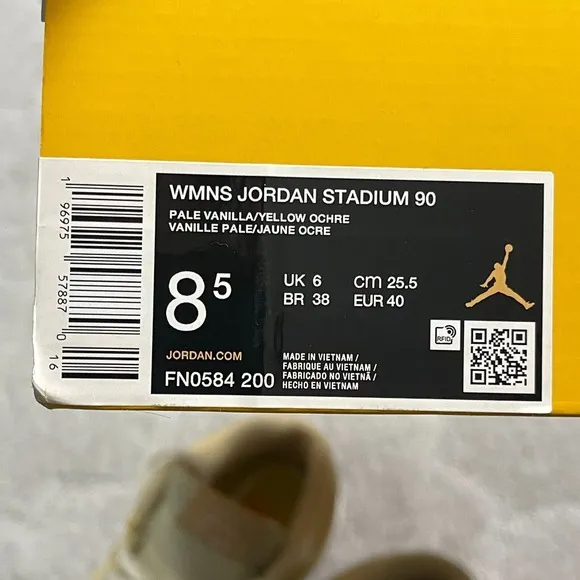 WMNS JORDAN STADIUM 90
PALE VANILLA/YELLOW OCHRE
VANILLE PALE/JAUNE OCRE
8 5
UK 6 cm 25.5
BR 38 EUR 40
JORDAN.COM
FN0584 200
MADE IN VIETNAM /
FABRIQUE AU VIETNAM /
FABRICADO NO VIETNÃ /
HECHO EN VIETNAM
RFID
1 96975 57887 0 16